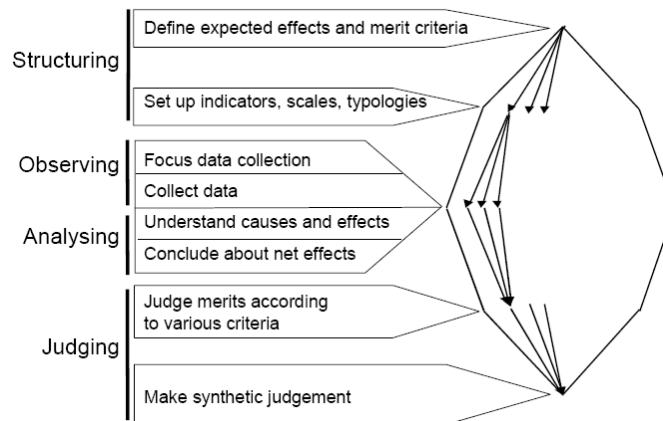 Define expected effects and merit criteria
Structuring
Set up indicators, scales, typologies
Observing
Focus data collection
Collect data
Analysing
Understand causes and effects
Conclude about net effects
Judge merits according
to various criteria
Judging
Make synthetic judgement